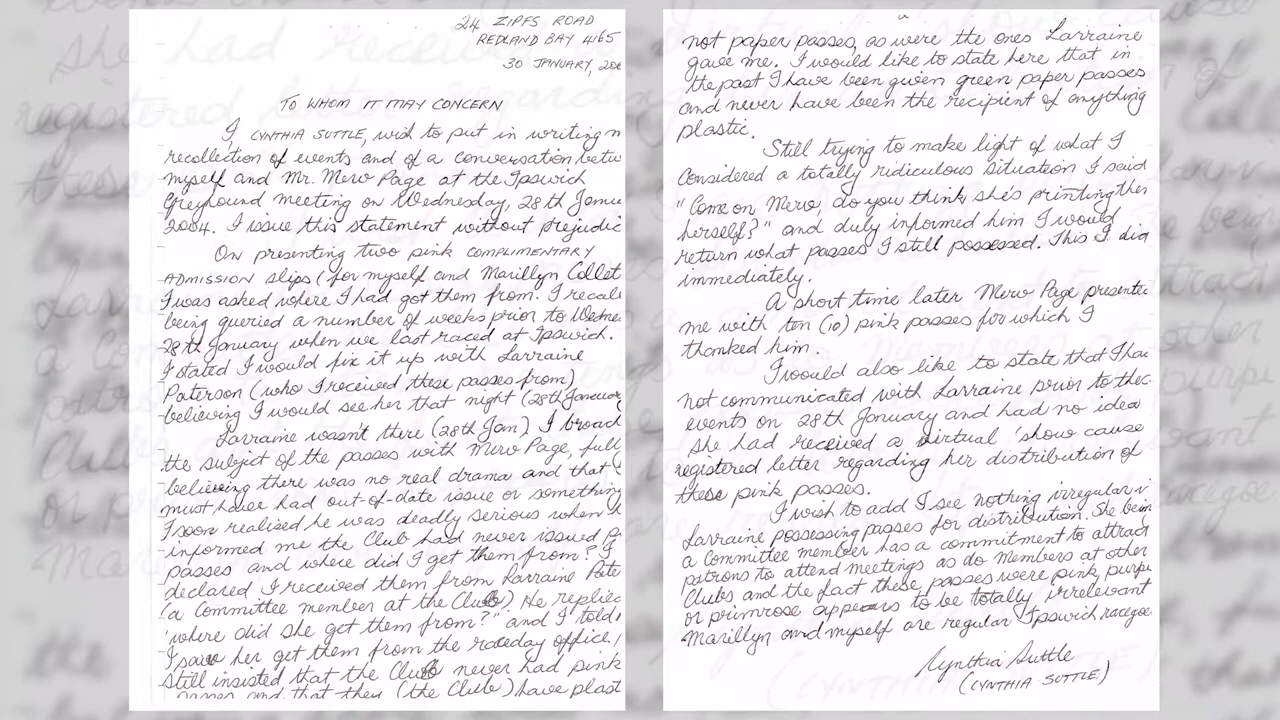 24 ZIPFS ROAD
REDLAND BAY 4165
30 JANUARY, 200
TO WHOM IT MAY CONCERN
I, CYNTHIA SUTTLE, wish to put in writing m
recollection of events and of a conversation betw
myself and Mr. Merv Page at the Ipswich
Greyhound meeting on Wednesday, 28th Janu
2004. I issue this statement without prejudic
On presenting two pink COMPLIMENTARY
ADMISSION slips (for myself and Marillyn Collet
I was asked where I had got them from. I recal
being queried a number of weeks prior to Wedne
28th January when we last raced at Ipswich.
I stated I would fix it up with Larraine
Paterson (who I received these passes from)
believing I would see her that night (28th January
Larraine wasn't there (28th Jan). I broach
the subject of the passes with Merv Page, full
believing there was no real drama and that
must have had out-of-date issue or something
I soon realised he was deadly serious when h
informed me the Club had never issued p
passes and where did I get them from? I
declared I received them from Larraine Pate
(a Committee member at the Club). He replied
"where did she get them from?" and I told
I saw her get them from the raceday office,
still insisted that the Club never had pink
passes and that they (the Club) have plast
not paper passes, as were the ones Larraine
gave me. I would like to state here that in
the past I have been given green paper passes
and never have been the recipient of anything
plastic.
Still trying to make light of what I
considered a totally ridiculous situation I said
"Come on Merv, do you think she's printing them
herself?" and duly informed him I would
return what passes I still possessed. This I did
immediately.
A short time later Merv Page presente
me with ten (10) pink passes for which I
thanked him.
I would also like to state that I hav
not communicated with Larraine prior to the
events on 28th January and had no idea
she had received a virtual 'show cause
registered letter regarding her distribution of
these pink passes.
I wish to add I see nothing irregular i
Larraine possessing passes for distribution. She bein
a Committee member has a commitment to attract
patrons to attend meetings as do Members at other
Clubs and the fact these passes were pink, purp
or primrose appears to be totally irrelevant
Marillyn and myself are regular Ipswich racegoe
Cynthia Suttle
(CYNTHIA SUTTLE)